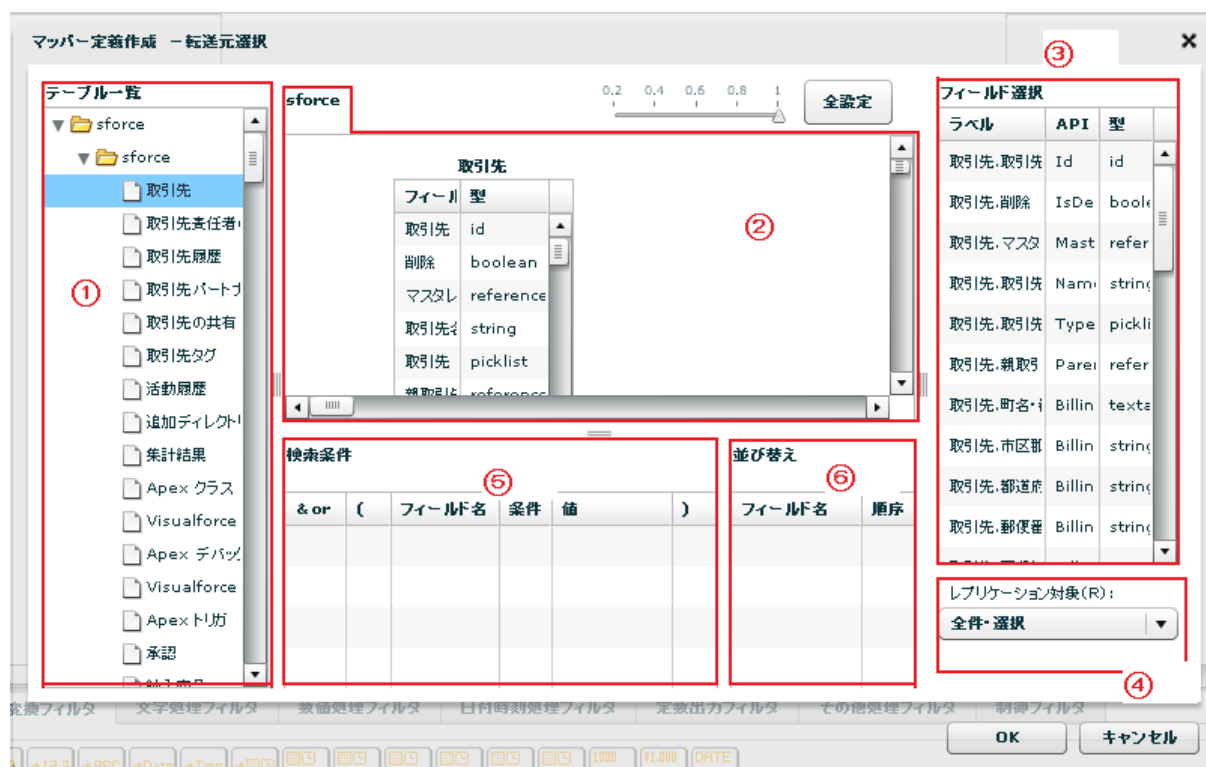 マッパー定義作成 －転送元選択
③
テーブル一覧
sforce
sforce
取引先
取引先責任者
取引先履歴
①
取引先パートナ
取引先の共有
取引先タグ
活動履歴
追加ディレクトリ
集計結果
Apex クラス
Visualforce
Apex デバッグ
Visualforce
Apex トリガ
承認
sforce
0.2 0.4 0.6 0.8 1
全設定
取引先
フィール 型
取引先 id
削除 boolean
マスタレ reference
取引先名 string
取引先 picklist
親取引先 reference
②
検索条件
⑤
& or ( フィールド名 条件 値 )
並び替え
⑥
フィールド名 順序
フィールド選択
ラベル API 型
取引先.取引先 Id id
取引先.削除 IsDe boole
取引先.マスタ Mast refer
取引先.取引先 Nam string
取引先.取引先 Type pickli
取引先.親取引 Parei refer
取引先.町名・ Billin texta
取引先.市区郡 Billin string
取引先.都道府 Billin string
取引先.郵便番 Billin string
レプリケーション対象(R):
全件・選択
④
変換フィルタ 文字処理フィルタ 数値処理フィルタ 日付時刻処理フィルタ 定数出力フィルタ その他処理フィルタ 制御フィルタ
OK キャンセル
1000 ¥1,000 DATE